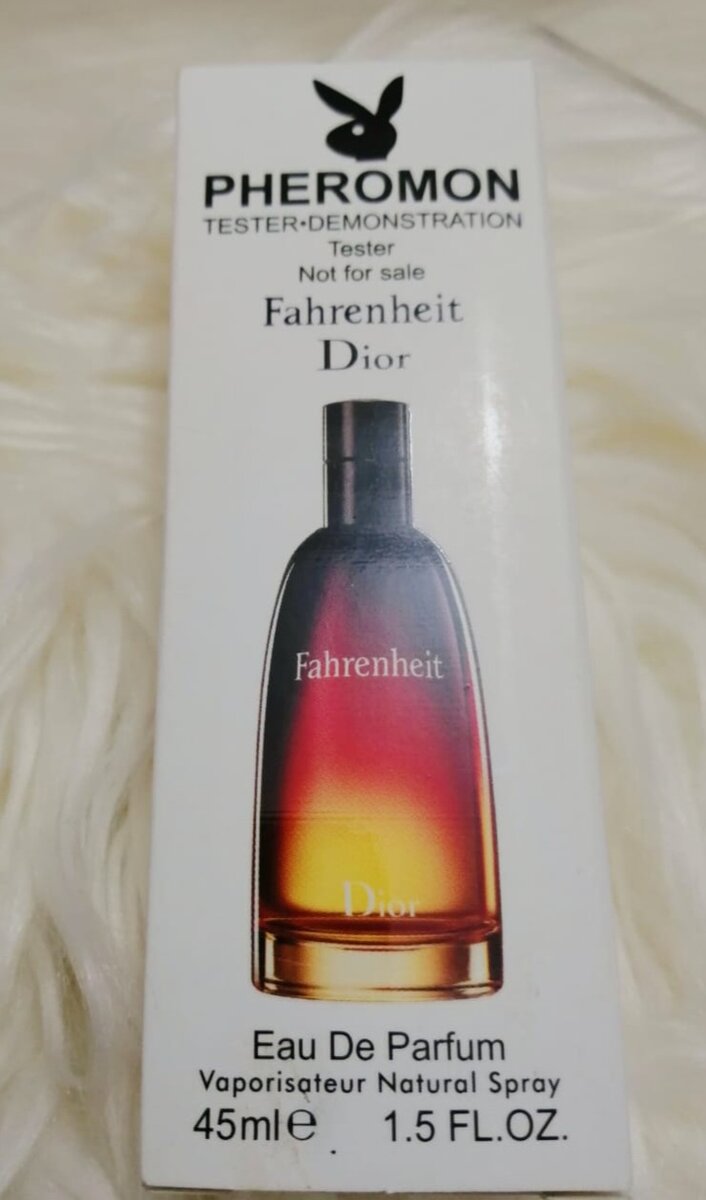 PHEROMON
TESTER•DEMONSTRATION
Tester
Not for sale
Fahrenheit
Dior
Fahrenheit
Dior
Eau De Parfum
Vaporisateur Natural Spray
45ml℮ 1.5 FL.OZ.